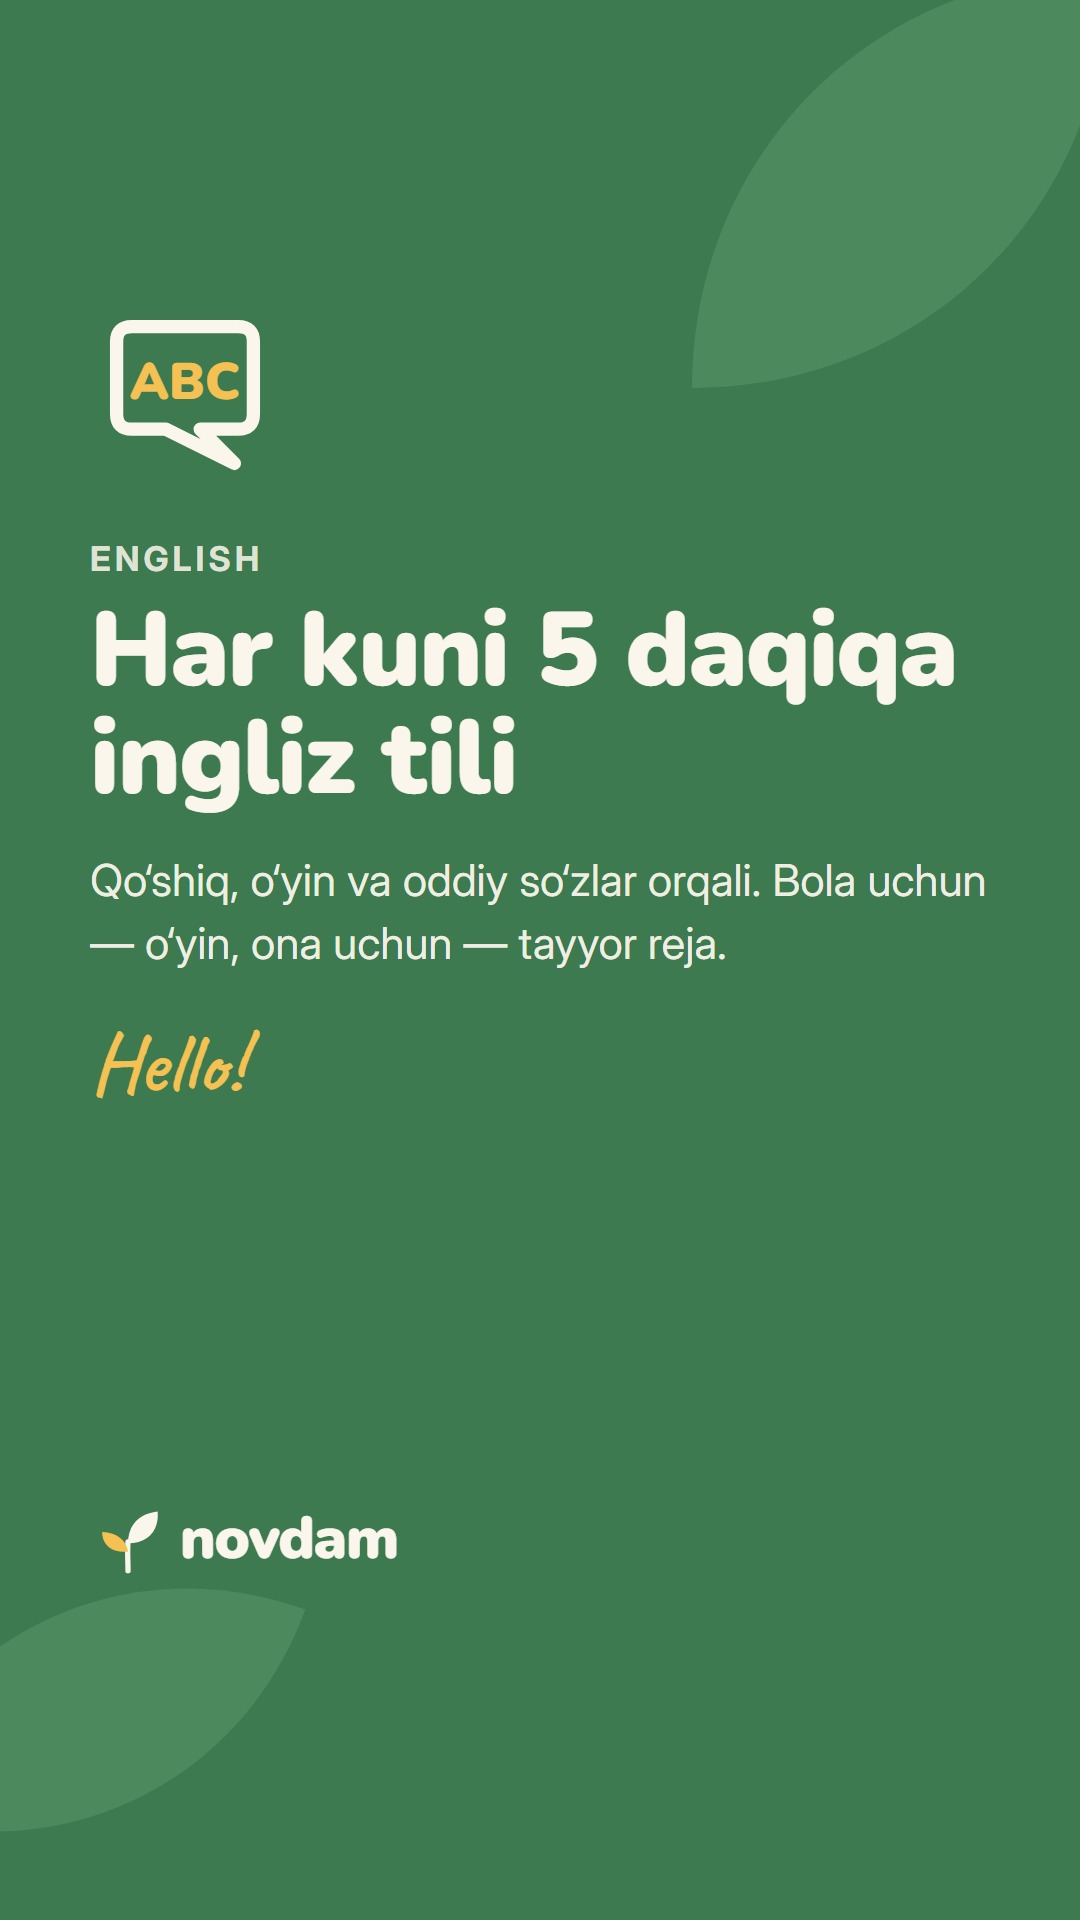 ABC
ENGLISH
Har kuni 5 daqiqa
ingliz tili
Qo‘shiq, o‘yin va oddiy so‘zlar orqali. Bola uchun
— o‘yin, ona uchun — tayyor reja.
Hello!
novdam